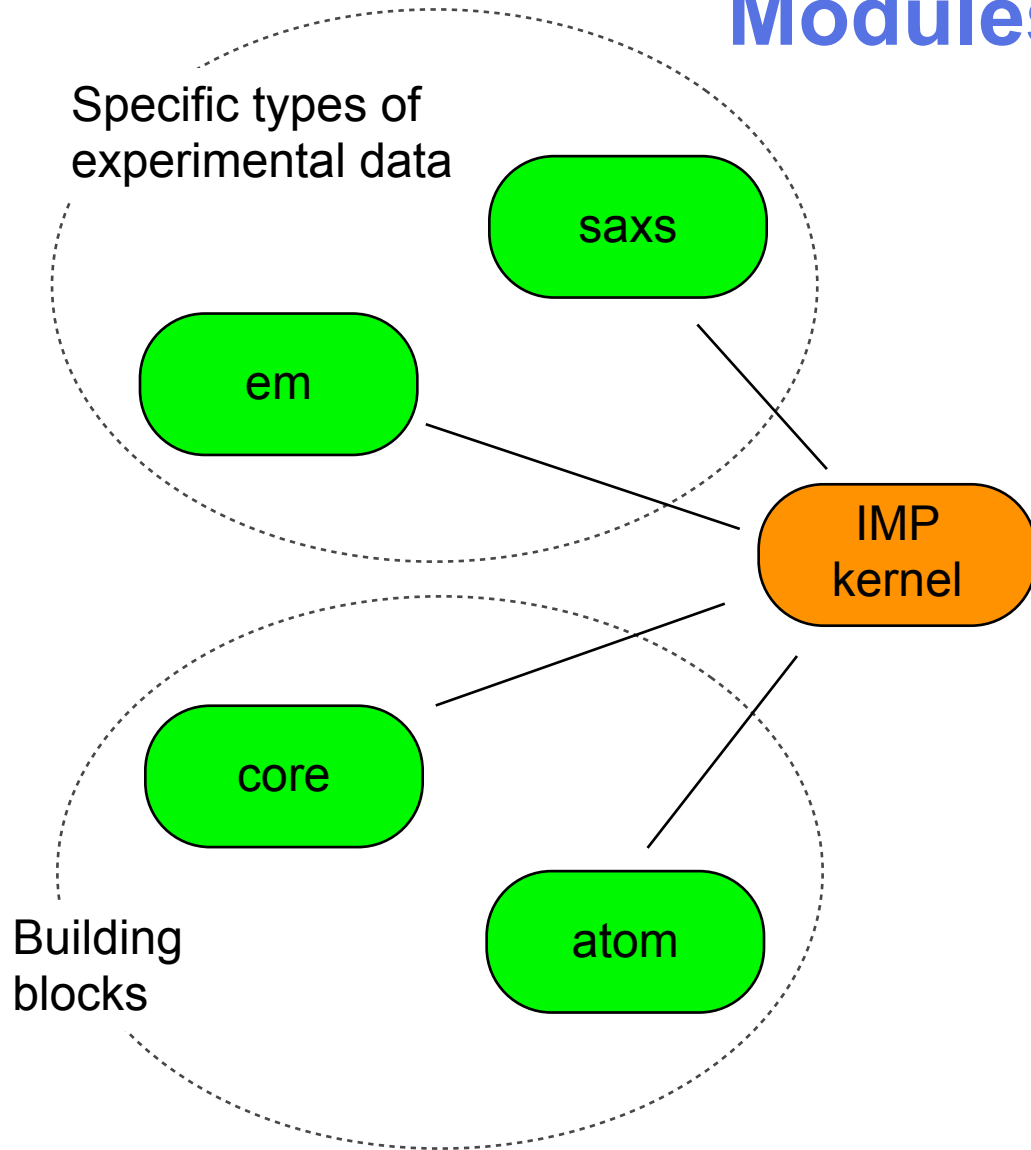 Modules
Specific types of
experimental data
saxs
em
IMP
kernel
core
atom
Building
blocks